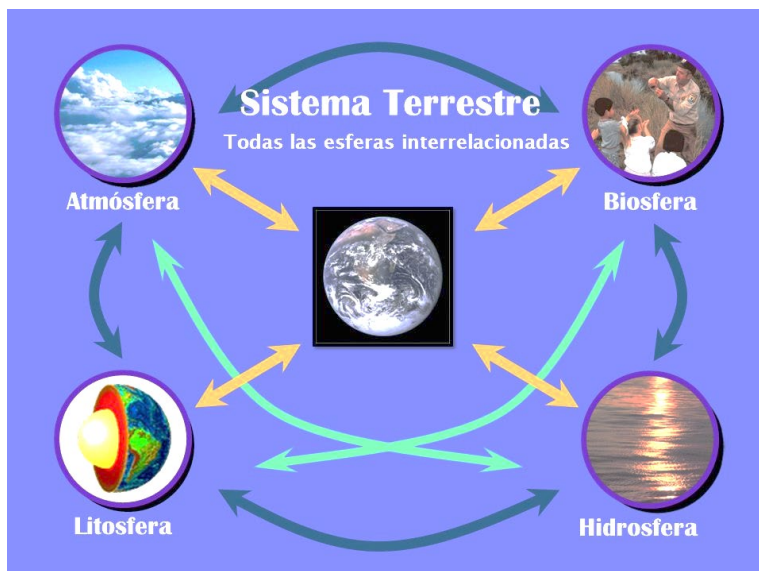 Sistema Terrestre
Todas las esferas interrelacionadas
Atmósfera
Biosfera
Litosfera
Hidrosfera